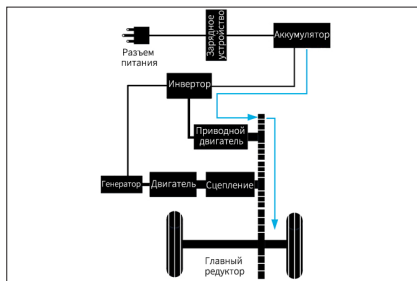 Разъем
питания
Зарядное
устройство
Аккумулятор
Инвертор
Приводной
двигатель
Генератор
Двигатель
Сцепление
Главный
редуктор